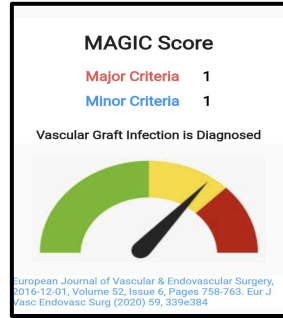 MAGIC Score
Major Criteria 1
Minor Criteria 1
Vascular Graft Infection is Diagnosed
European Journal of Vascular & Endovascular Surgery,
2016-12-01, Volume 52, Issue 6, Pages 758-763. Eur J
Vasc Endovasc Surg (2020) 59, 339e384